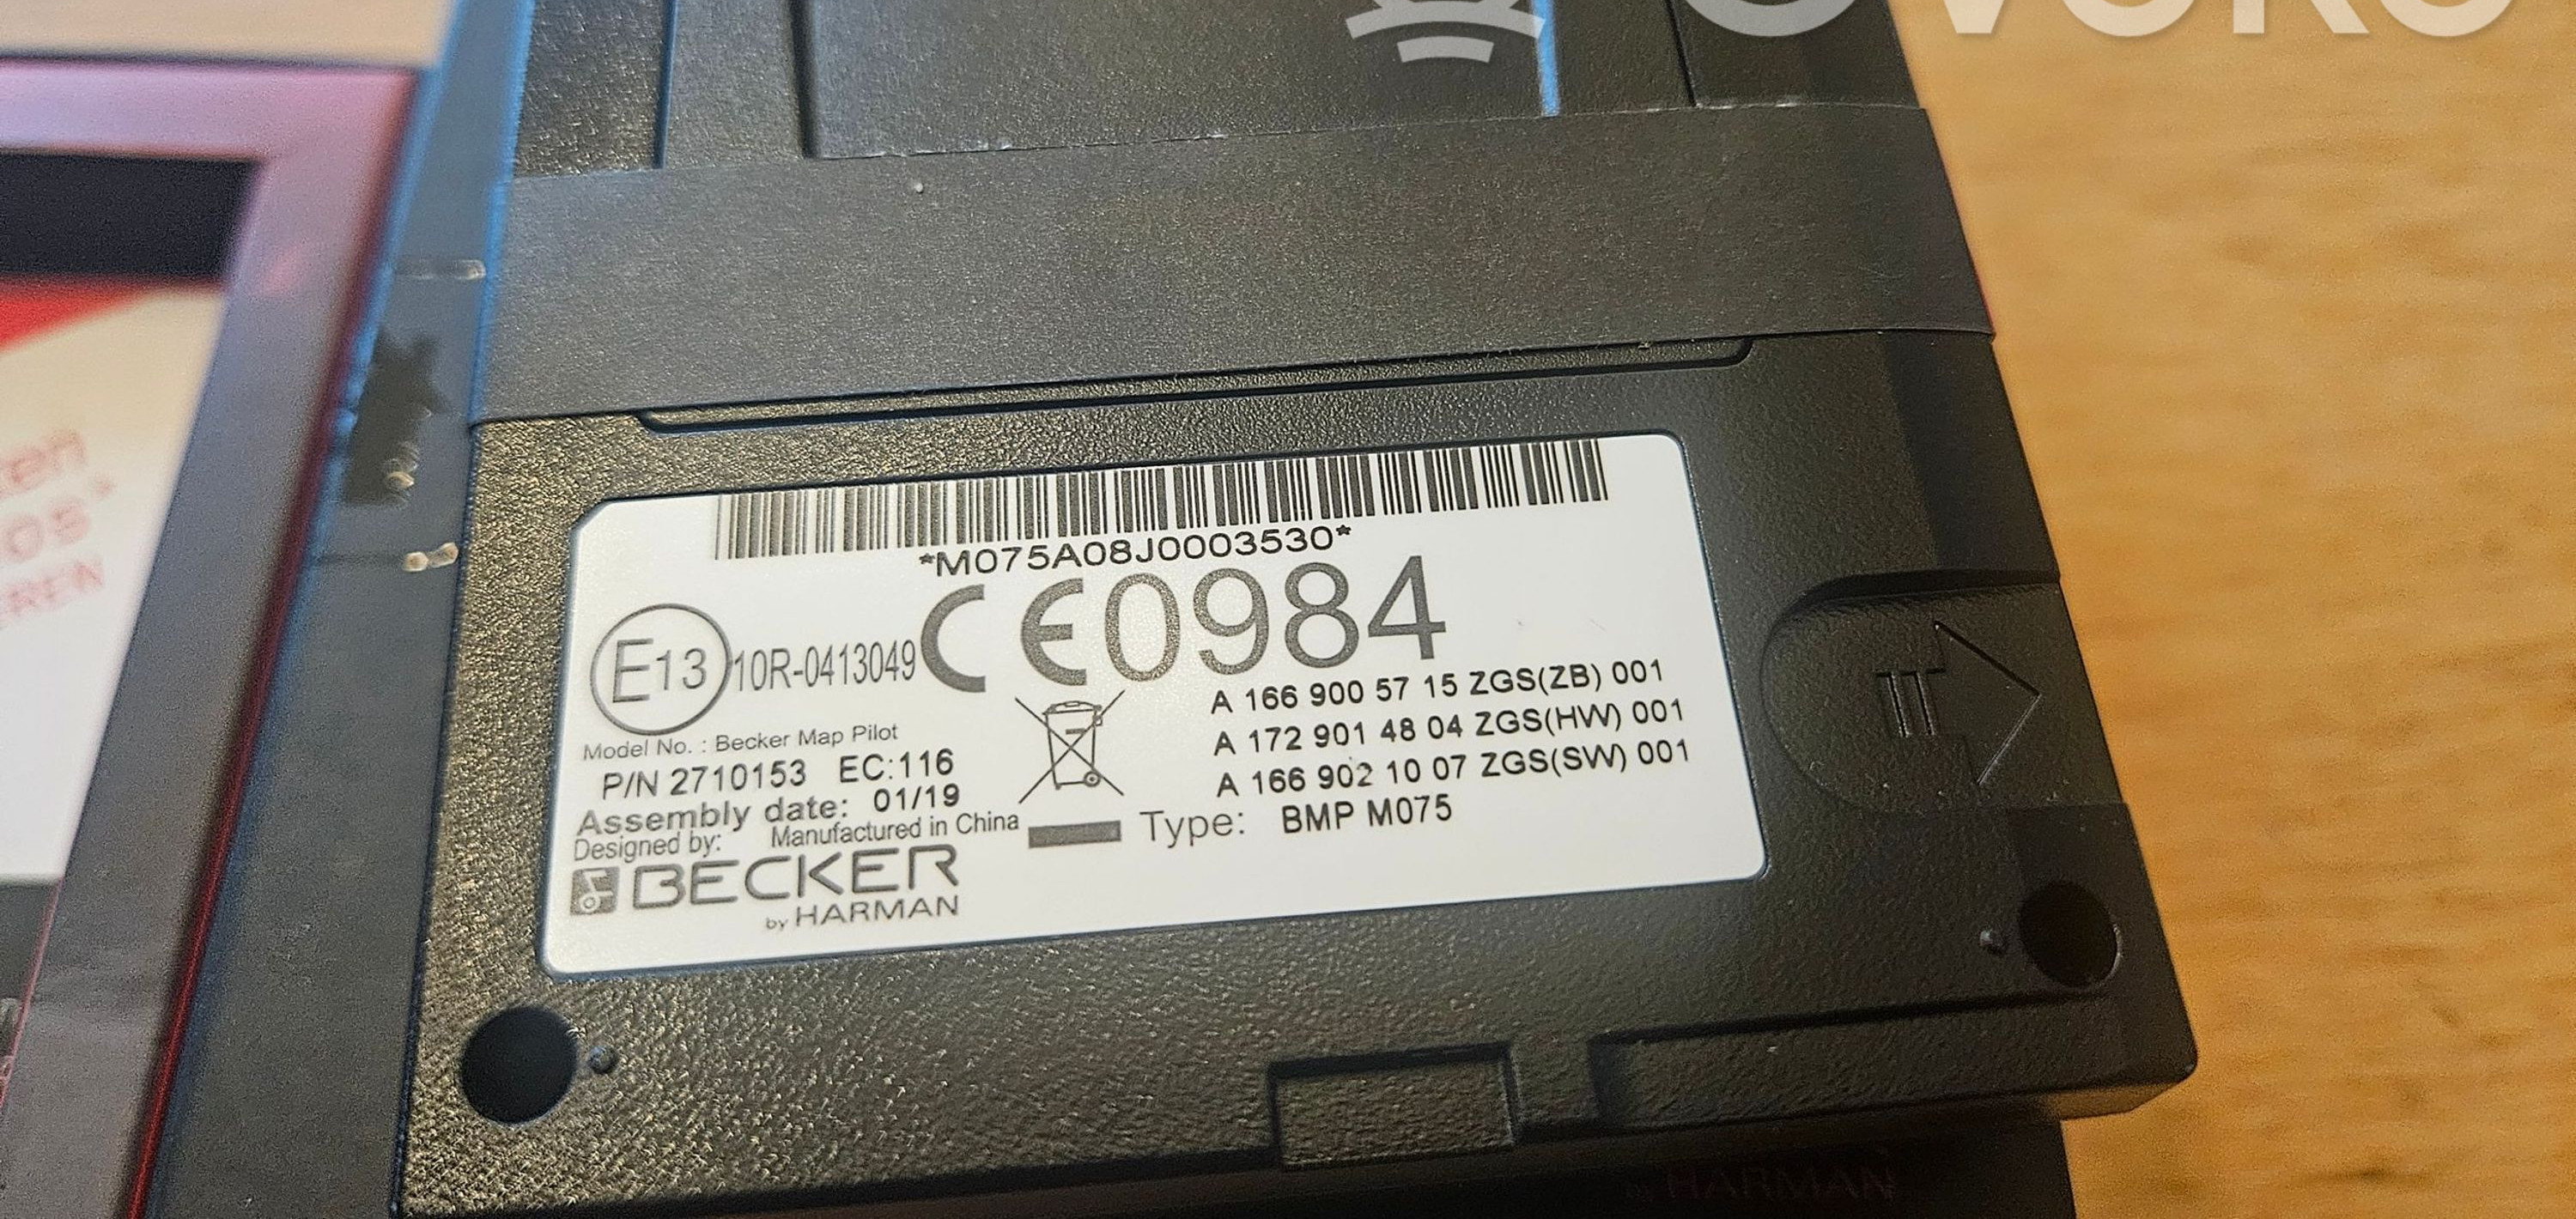 *M075A08J0003530*
CE0984
E13 10R-0413049
A 166 900 57 15 ZGS(ZB) 001
A 172 901 48 04 ZGS(HW) 001
A 166 902 10 07 ZGS(SW) 001
Model No. : Becker Map Pilot
P/N 2710153 EC:116
Assembly date: 01/19
Designed by: Manufactured in China
Type: BMP M075
BECKER
by HARMAN
by HARMAN